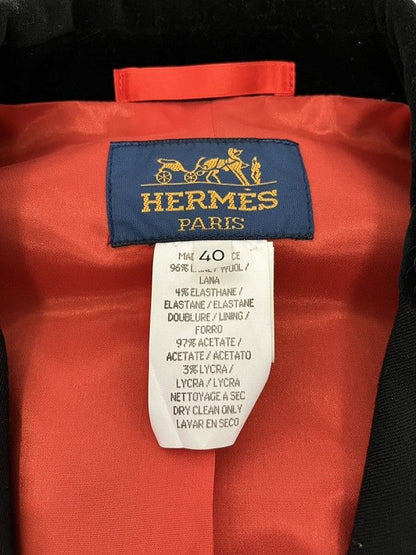 HERMÈS
PARIS
40
96% / WOOL /
LANA
4% ELASTHANE /
ELASTANE / ELASTANE
DOUBLURE / LINING /
FORRO
97% ACETATE /
ACETATE / ACETATO
3% LYCRA /
LYCRA / LYCRA
NETTOYAGE A SEC
DRY CLEAN ONLY
LAVAR EN SECO